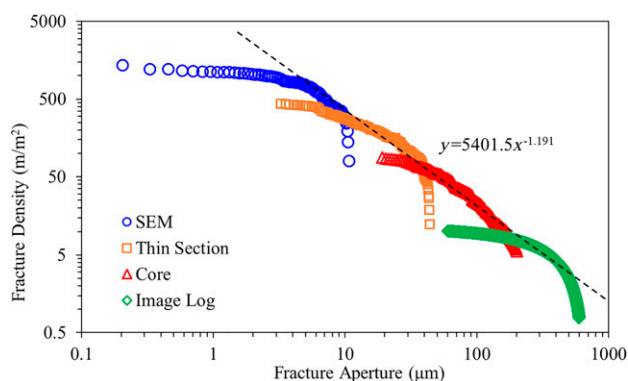 5000
500
50
5
0.5
Fracture Density (m/m²)
y=5401.5x^-1.191
SEM
Thin Section
Core
Image Log
0.1 1 10 100 1000
Fracture Aperture (μm)